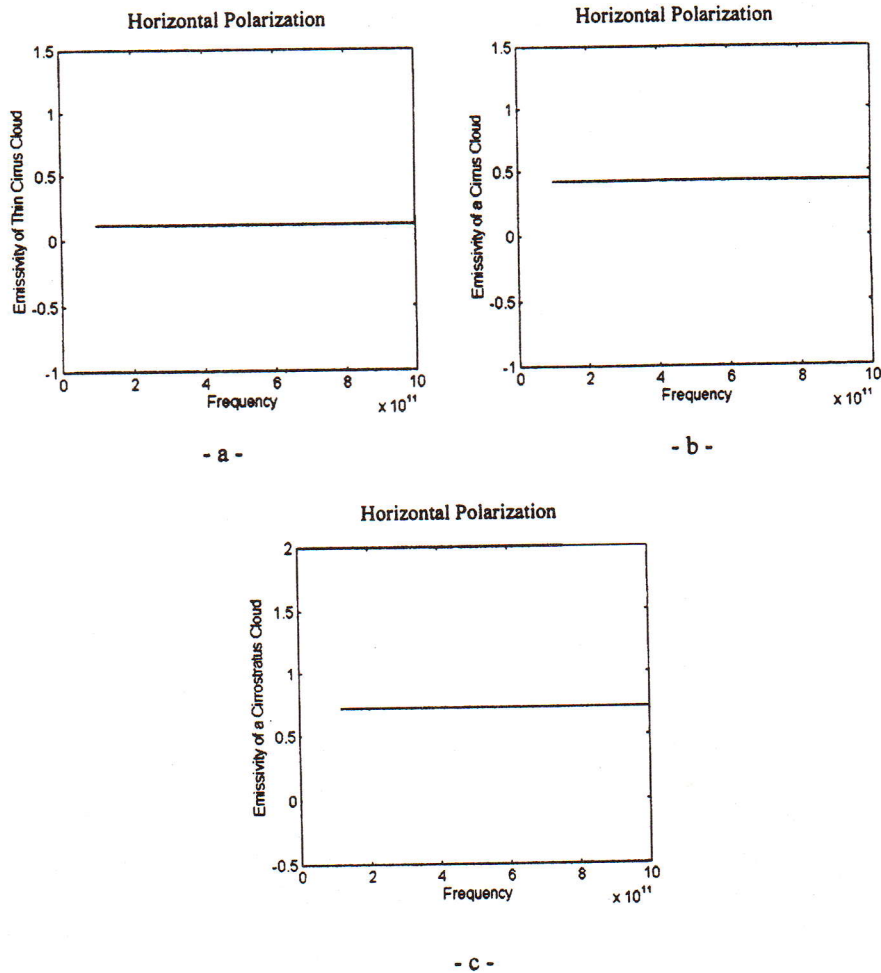 Horizontal Polarization
Emissivity of Thin Cirrus Cloud
1.5
1
0.5
0
-0.5
-1
0 2 4 6 8 10
Frequency
x 10^11
- a -
Horizontal Polarization
Emissivity of a Cirrus Cloud
1.5
1
0.5
0
-0.5
-1
0 2 4 6 8 10
Frequency
x 10^11
- b -
Horizontal Polarization
Emissivity of a Cirrostratus Cloud
2
1.5
1
0.5
0
-0.5
0 2 4 6 8 10
Frequency
x 10^11
- c -